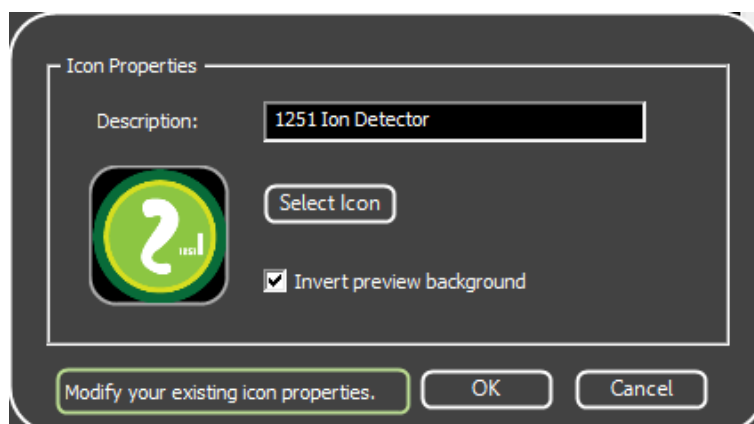 Icon Properties
Description:
1251 Ion Detector
Select Icon
Invert preview background
Modify your existing icon properties.
OK
Cancel